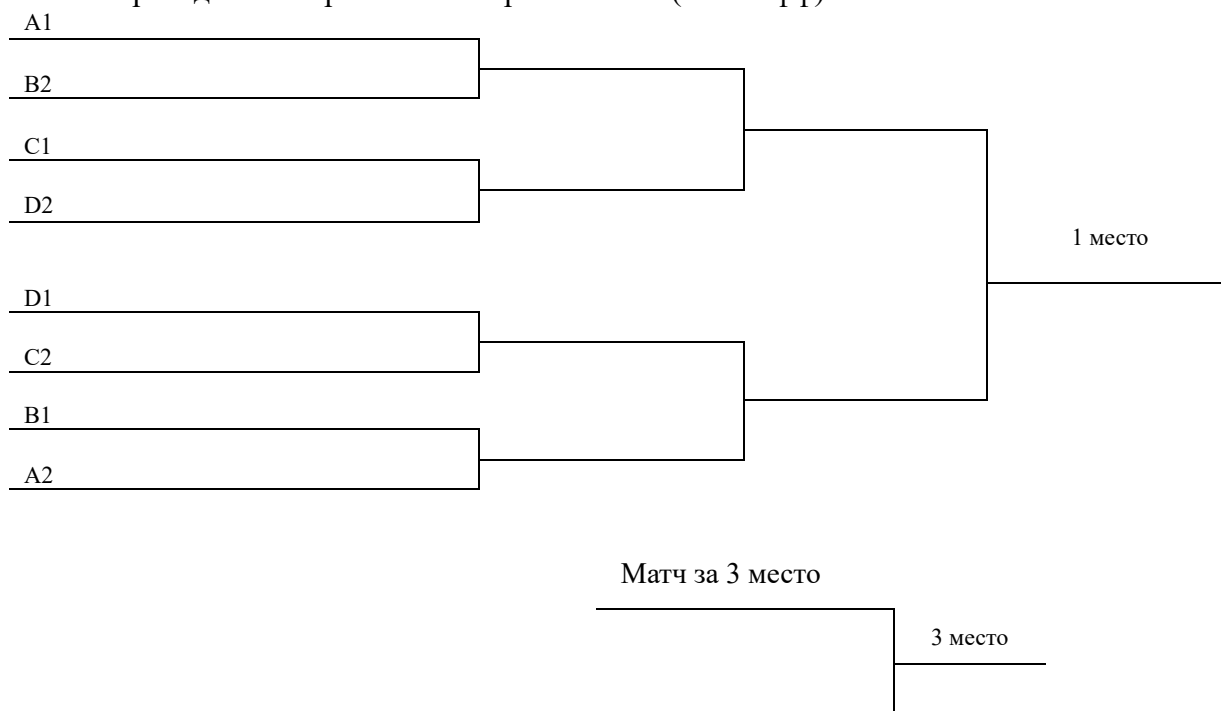 A1
B2
C1
D2
1 место
D1
C2
B1
A2
Матч за 3 место
3 место